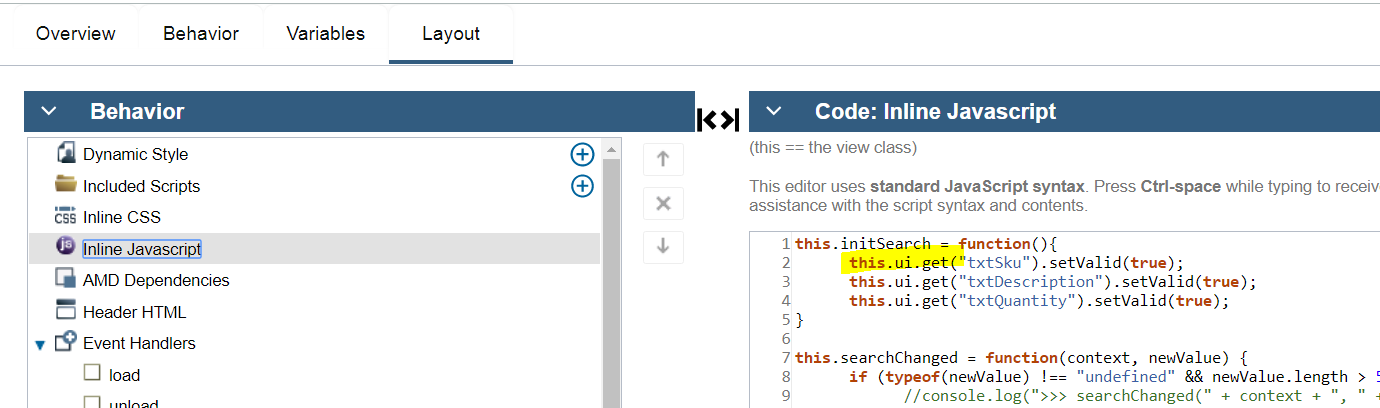 Overview Behavior Variables Layout
Behavior
Dynamic Style
Included Scripts
CSS Inline CSS
js Inline Javascript
AMD Dependencies
Header HTML
Event Handlers
load
unload
Code: Inline Javascript
(this == the view class)
This editor uses standard JavaScript syntax. Press Ctrl-space while typing to receiv
assistance with the script syntax and contents.
1 this.initSearch = function(){
2 this.ui.get("txtSku").setValid(true);
3 this.ui.get("txtDescription").setValid(true);
4 this.ui.get("txtQuantity").setValid(true);
5 }
6
7 this.searchChanged = function(context, newValue) {
8 if (typeof(newValue) !== "undefined" && newValue.length > 5
9 //console.log(">>> searchChanged(" + context + ", " +